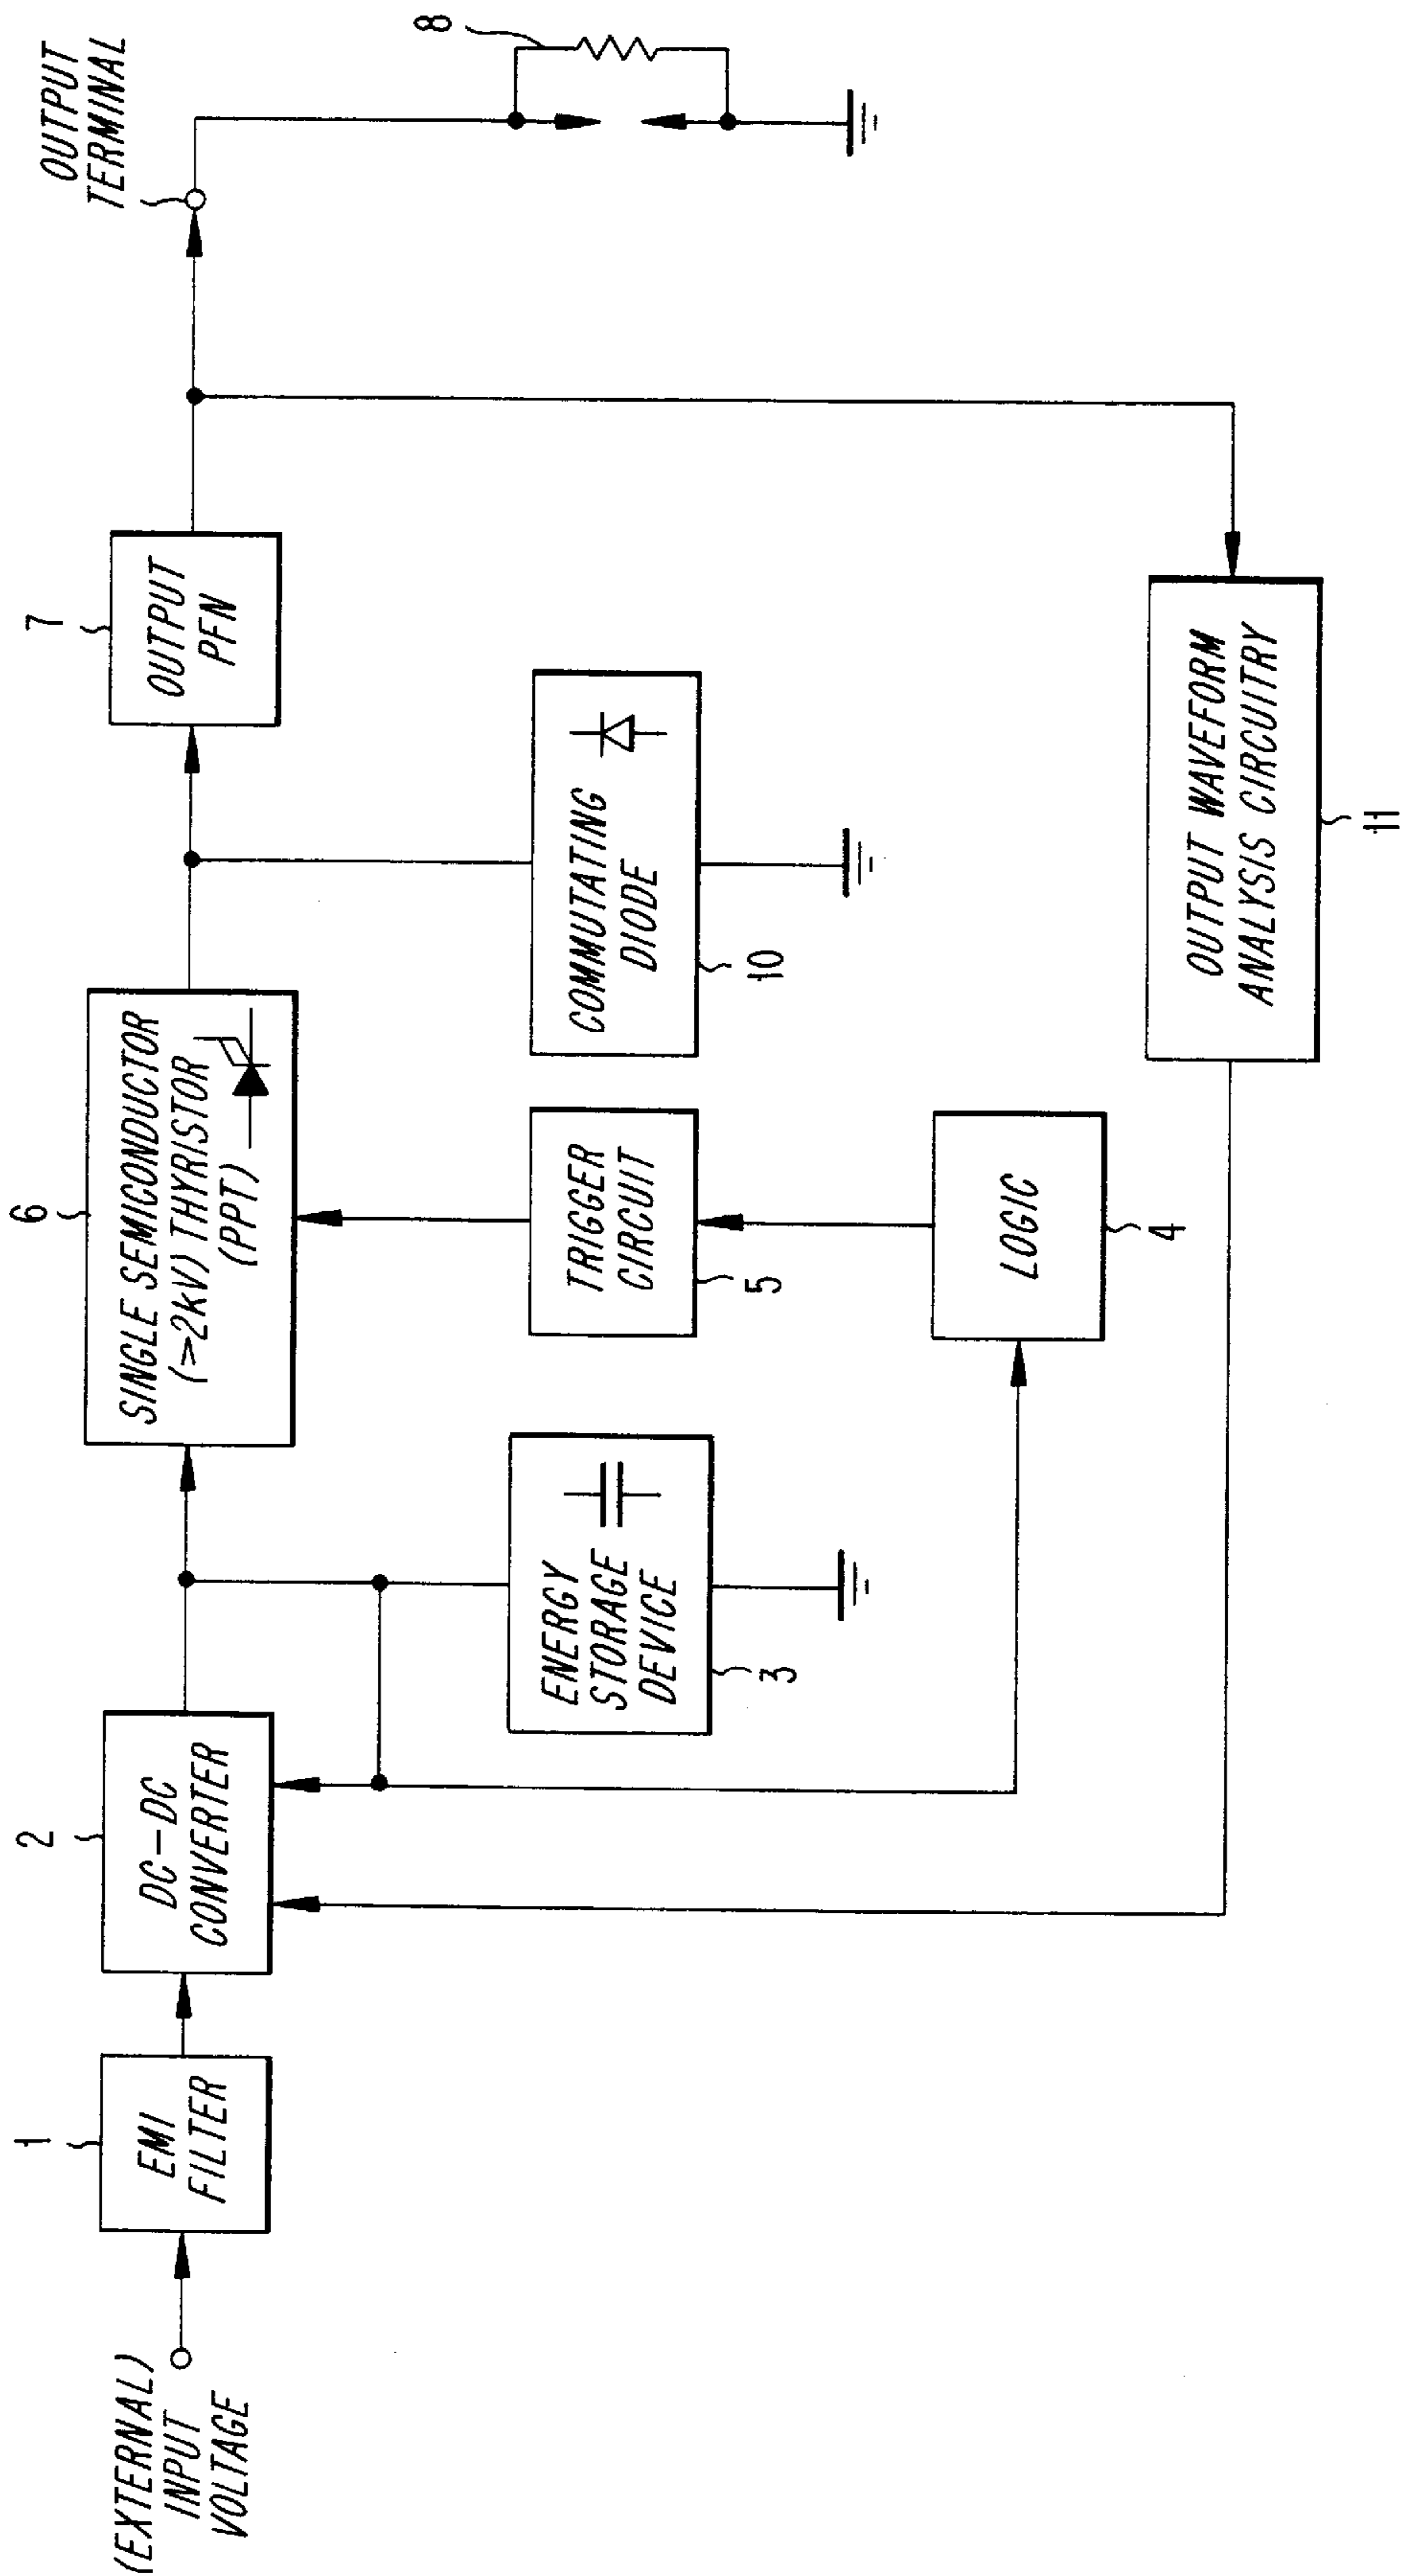 (EXTERNAL)
INPUT
VOLTAGE
1
EMI
FILTER
2
DC-DC
CONVERTER
ENERGY
STORAGE
DEVICE
3
6
SINGLE SEMICONDUCTOR
(>2kV) THYRISTOR
(PPT)
TRIGGER
CIRCUIT
5
LOGIC
4
COMMUTATING
DIODE
10
7
OUTPUT
PFN
OUTPUT WAVEFORM
ANALYSIS CIRCUITRY
11
OUTPUT
TERMINAL
8